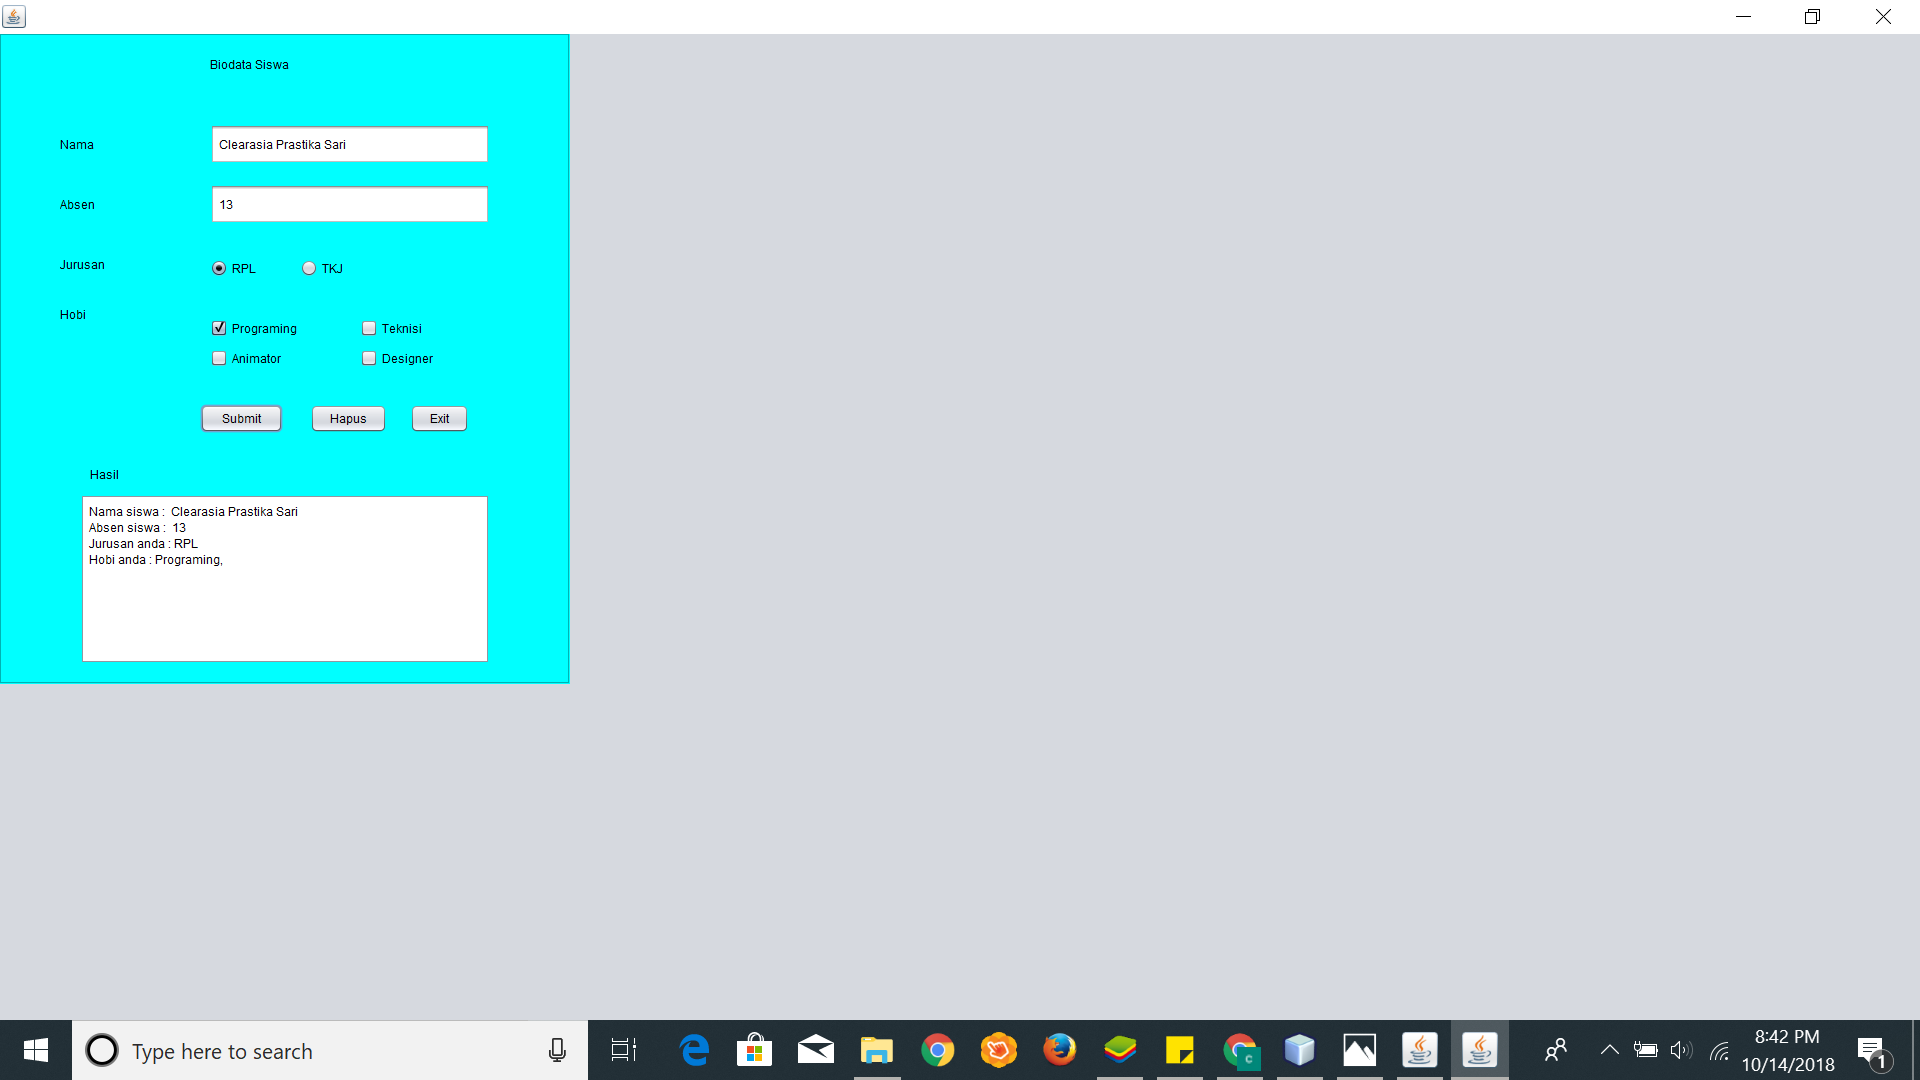 Biodata Siswa
Nama
Clearasia Prastika Sari
Absen
13
Jurusan
RPL
TKJ
Hobi
Programing
Teknisi
Animator
Designer
Submit
Hapus
Exit
Hasil
Nama siswa :  Clearasia Prastika Sari
Absen siswa :  13
Jurusan anda : RPL
Hobi anda : Programing,
Type here to search
c
8:42 PM
10/14/2018
1